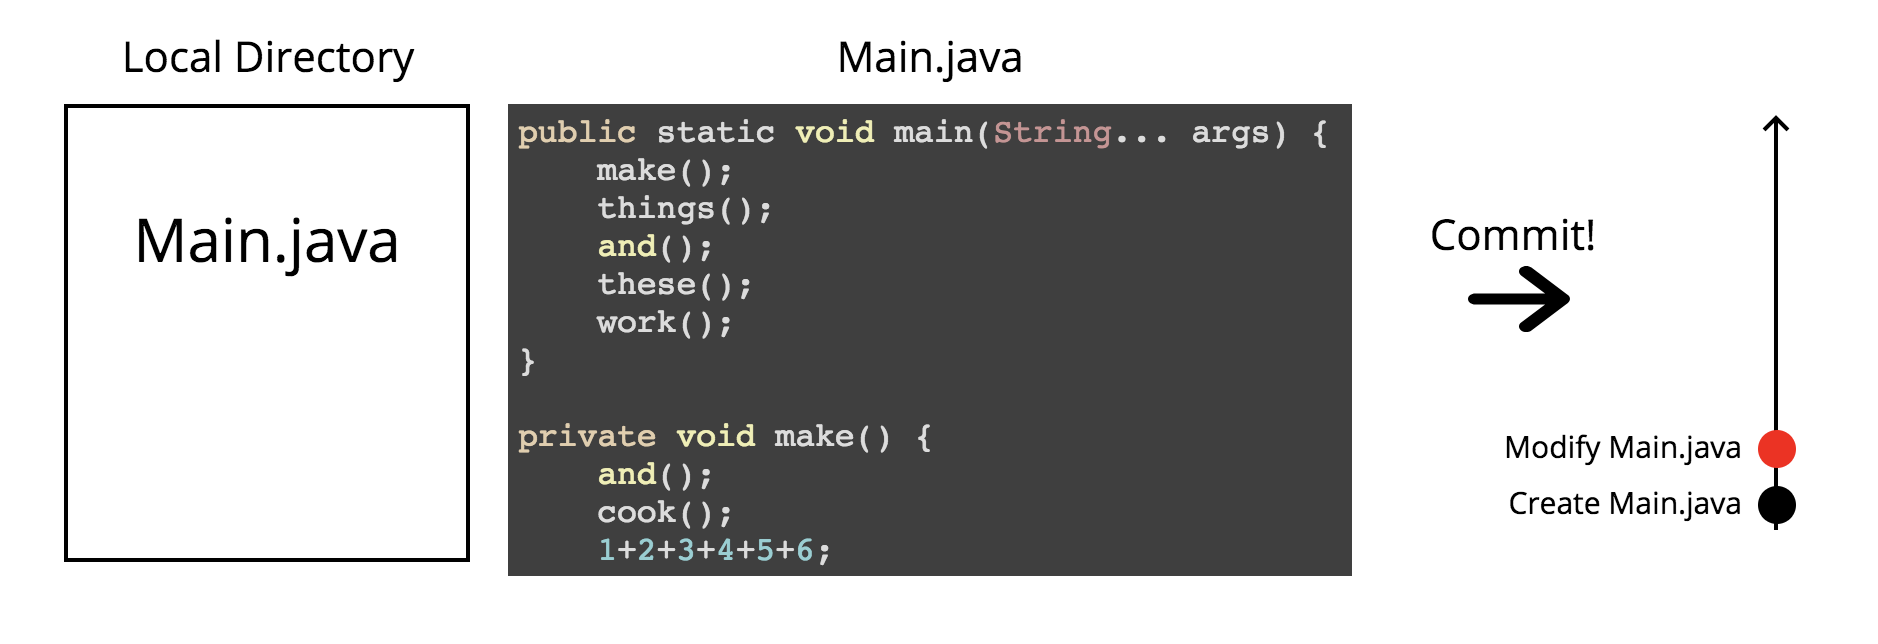 Local Directory
Main.java
Main.java
public static void main(String... args) {
    make();
    things();
    and();
    these();
    work();
}
private void make() {
    and();
    cook();
    1+2+3+4+5+6;
Commit!
Modify Main.java
Create Main.java